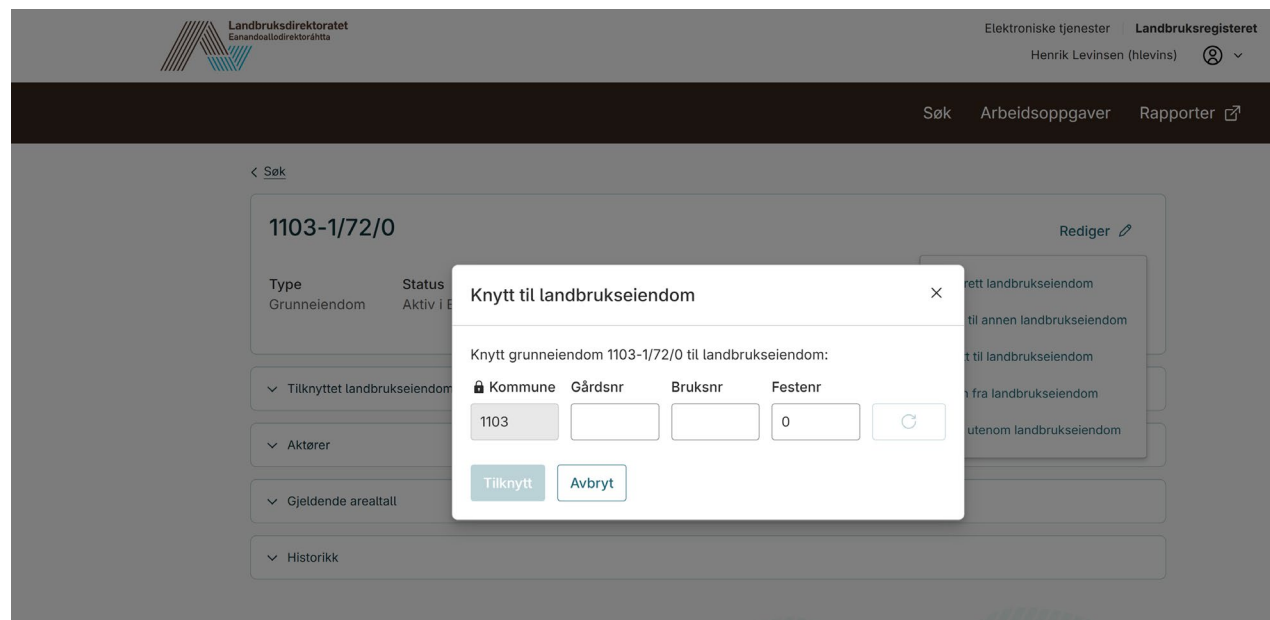 Landbruksdirektoratet
Eanandoallodirektoráhtta
Elektroniske tjenester Landbruksregisteret
Henrik Levinsen (hlevins)
Søk Arbeidsoppgaver Rapporter
Søk
1103-1/72/0
Rediger
Type Status
Grunneiendom Aktiv i
rett landbrukseiendom
til annen landbrukseiendom
til landbrukseiendom
fra landbrukseiendom
utenom landbrukseiendom
Knytt til landbrukseiendom
Knytt grunneiendom 1103-1/72/0 til landbrukseiendom:
Kommune Gårdsnr Bruksnr Festenr
1103 0
Tilknytt Avbryt
Tilknyttet landbrukseiendom
Aktører
Gjeldende arealtall
Historikk